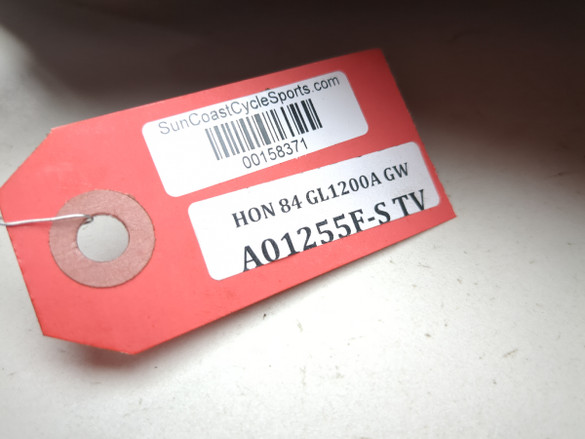 SunCoastCycleSports.com
00158371
HON 84 GL1200A GW
A01255F-S TV